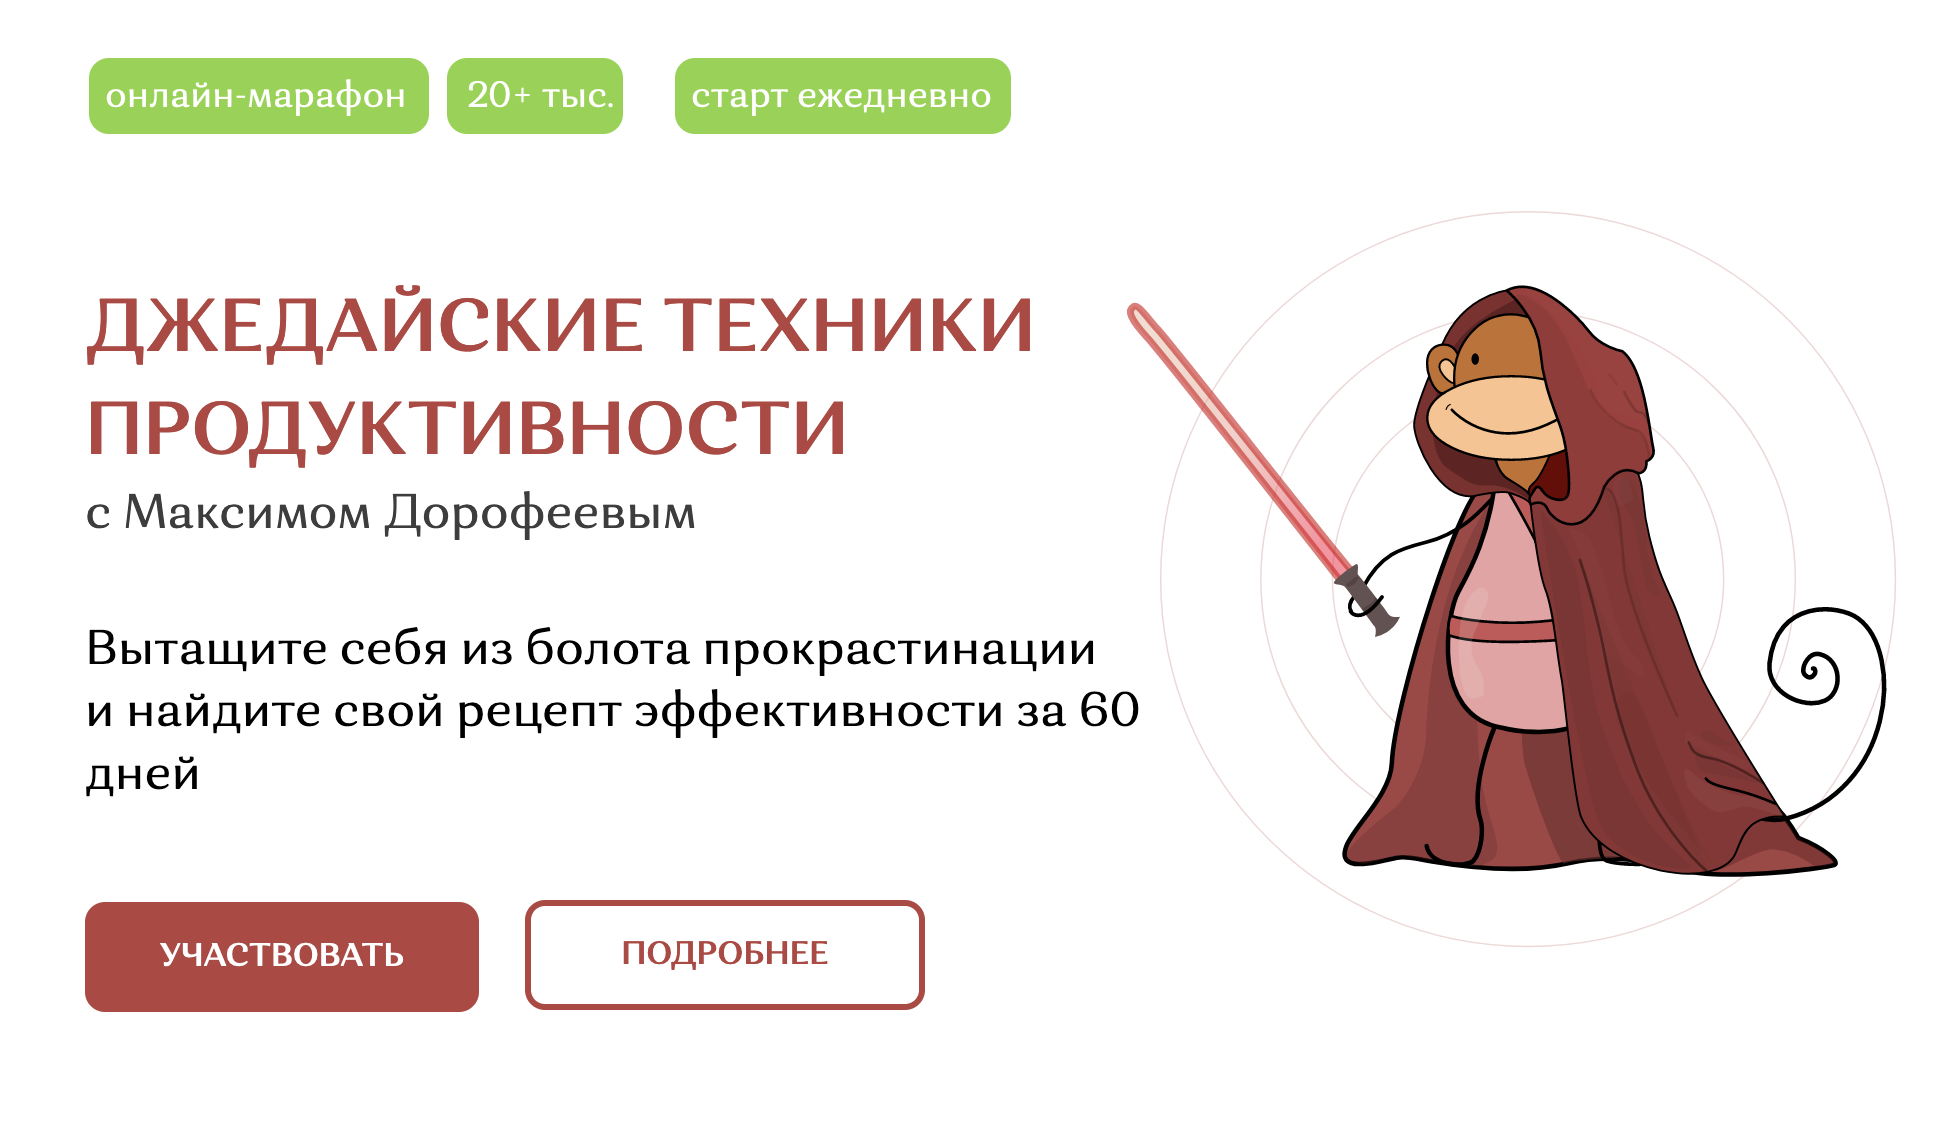 онлайн-марафон 20+ тыс. старт ежедневно
ДЖЕДАЙСКИЕ ТЕХНИКИ
ПРОДУКТИВНОСТИ
с Максимом Дорофеевым
Вытащите себя из болота прокрастинации
и найдите свой рецепт эффективности за 60
дней
УЧАСТВОВАТЬ ПОДРОБНЕЕ